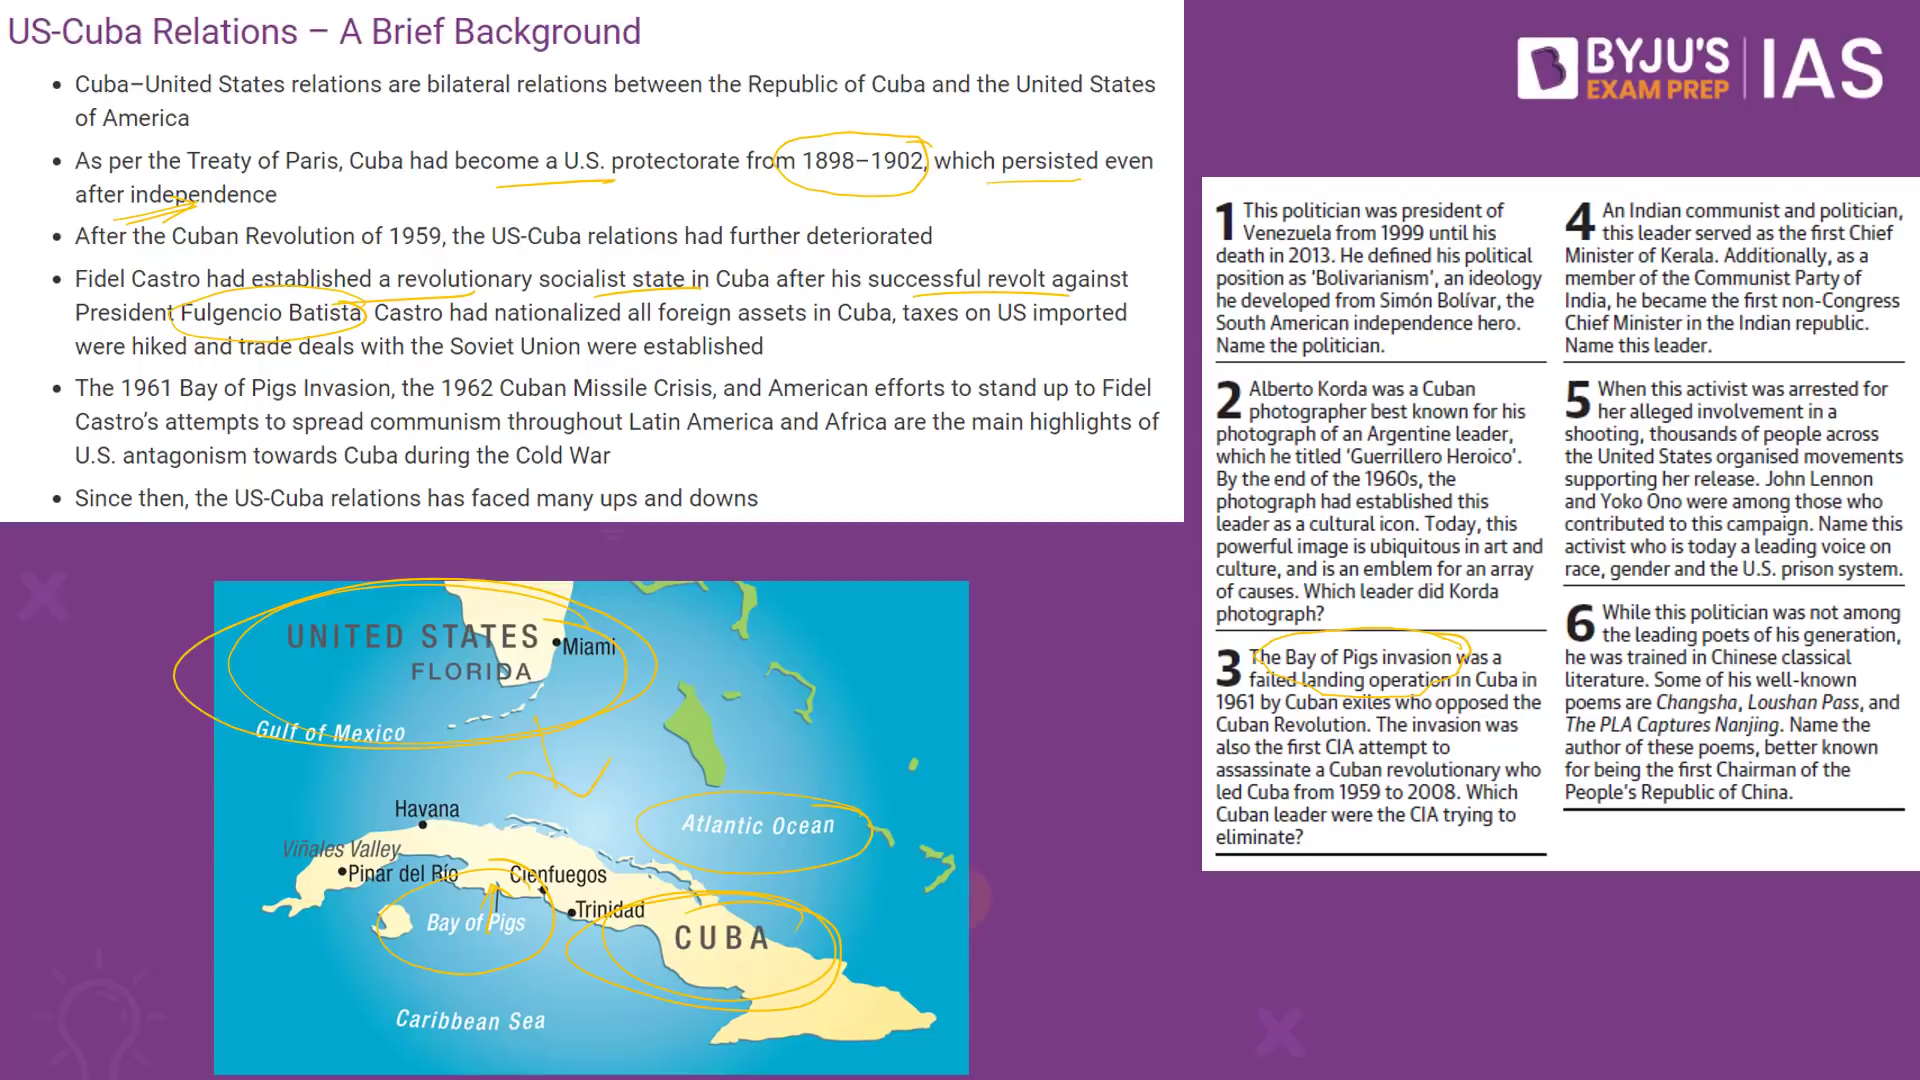 US-Cuba Relations – A Brief Background
• Cuba–United States relations are bilateral relations between the Republic of Cuba and the United States
of America
• As per the Treaty of Paris, Cuba had become a U.S. protectorate from 1898–1902, which persisted even
after independence
• After the Cuban Revolution of 1959, the US-Cuba relations had further deteriorated
• Fidel Castro had established a revolutionary socialist state in Cuba after his successful revolt against
President Fulgencio Batista. Castro had nationalized all foreign assets in Cuba, taxes on US imported
were hiked and trade deals with the Soviet Union were established
• The 1961 Bay of Pigs Invasion, the 1962 Cuban Missile Crisis, and American efforts to stand up to Fidel
Castro's attempts to spread communism throughout Latin America and Africa are the main highlights of
U.S. antagonism towards Cuba during the Cold War
• Since then, the US-Cuba relations has faced many ups and downs
BYJU'S
EXAM PREP
IAS
1 This politician was president of
Venezuela from 1999 until his
death in 2013. He defined his political
position as ‘Bolivarianism’, an ideology
he developed from Simón Bolívar, the
South American independence hero.
Name the politician.
2 Alberto Korda was a Cuban
photographer best known for his
photograph of an Argentine leader,
which he titled ‘Guerrillero Heroico’.
By the end of the 1960s, the
photograph had established this
leader as a cultural icon. Today, this
powerful image is ubiquitous in art and
culture, and is an emblem for an array
of causes. Which leader did Korda
photograph?
3 The Bay of Pigs invasion was a
failed landing operation in Cuba in
1961 by Cuban exiles who opposed the
Cuban Revolution. The invasion was
also the first CIA attempt to
assassinate a Cuban revolutionary who
led Cuba from 1959 to 2008. Which
Cuban leader were the CIA trying to
eliminate?
4 An Indian communist and politician,
this leader served as the first Chief
Minister of Kerala. Additionally, as a
member of the Communist Party of
India, he became the first non-Congress
Chief Minister in the Indian republic.
Name this leader.
5 When this activist was arrested for
her alleged involvement in a
shooting, thousands of people across
the United States organised movements
supporting her release. John Lennon
and Yoko Ono were among those who
contributed to this campaign. Name this
activist who is today a leading voice on
race, gender and the U.S. prison system.
6 While this politician was not among
the leading poets of his generation,
he was trained in Chinese classical
literature. Some of his well-known
poems are Changsha, Loushan Pass, and
The PLA Captures Nanjing. Name the
author of these poems, better known
for being the first Chairman of the
People's Republic of China.
UNITED STATES
Miami
FLORIDA
Gulf of Mexico
Havana
Atlantic Ocean
Viñales Valley
Pinar del Río
Cienfuegos
Trinidad
Bay of Pigs
CUBA
Caribbean Sea